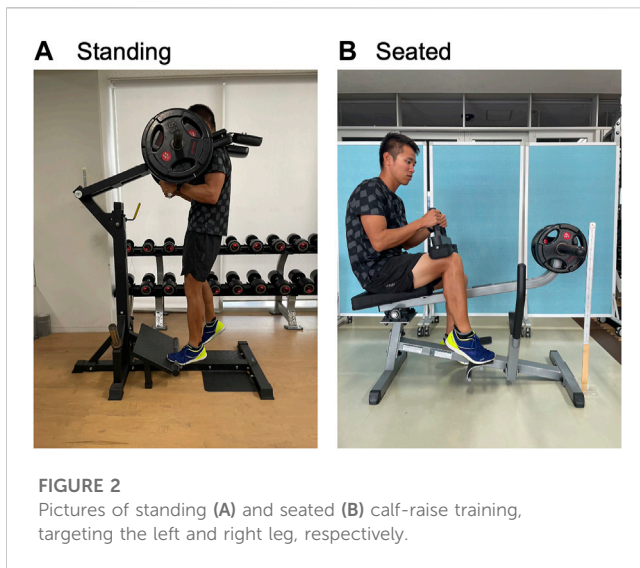 A Standing
B Seated
FIGURE 2
Pictures of standing (A) and seated (B) calf-raise training,
targeting the left and right leg, respectively.